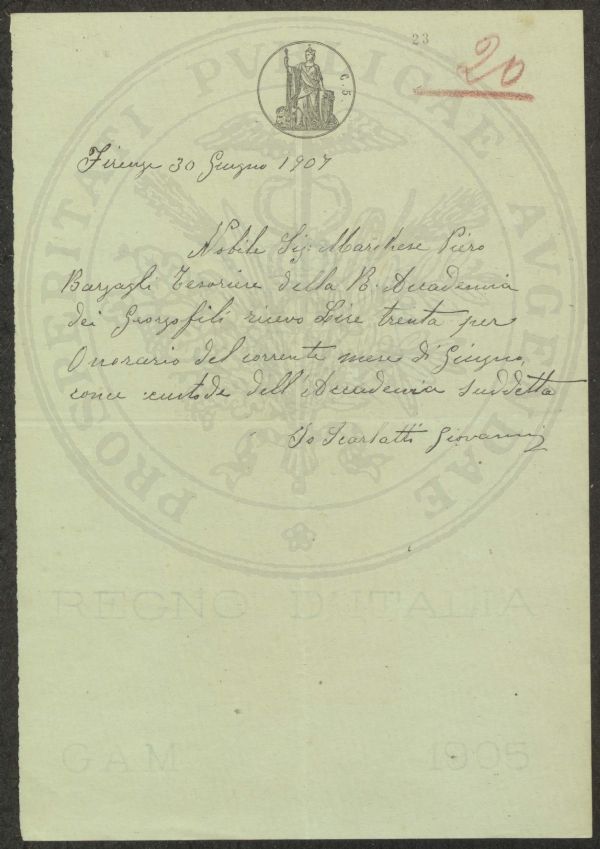 23
20
C. 5.
PROSPERITATI PUBLICAE AUGENDAE
Firenze 30 Giugno 1907
Nobile Sig: Marchese Piero
Bargagli Tesoriere della R. Accademia
dei Georgofili ricevo Lire trenta per
Onorario del corrente mese di Giugno,
come custode dell'Accademia suddetta
Io Scarlatti Giovanni
REGNO D'ITALIA
GAM 1905